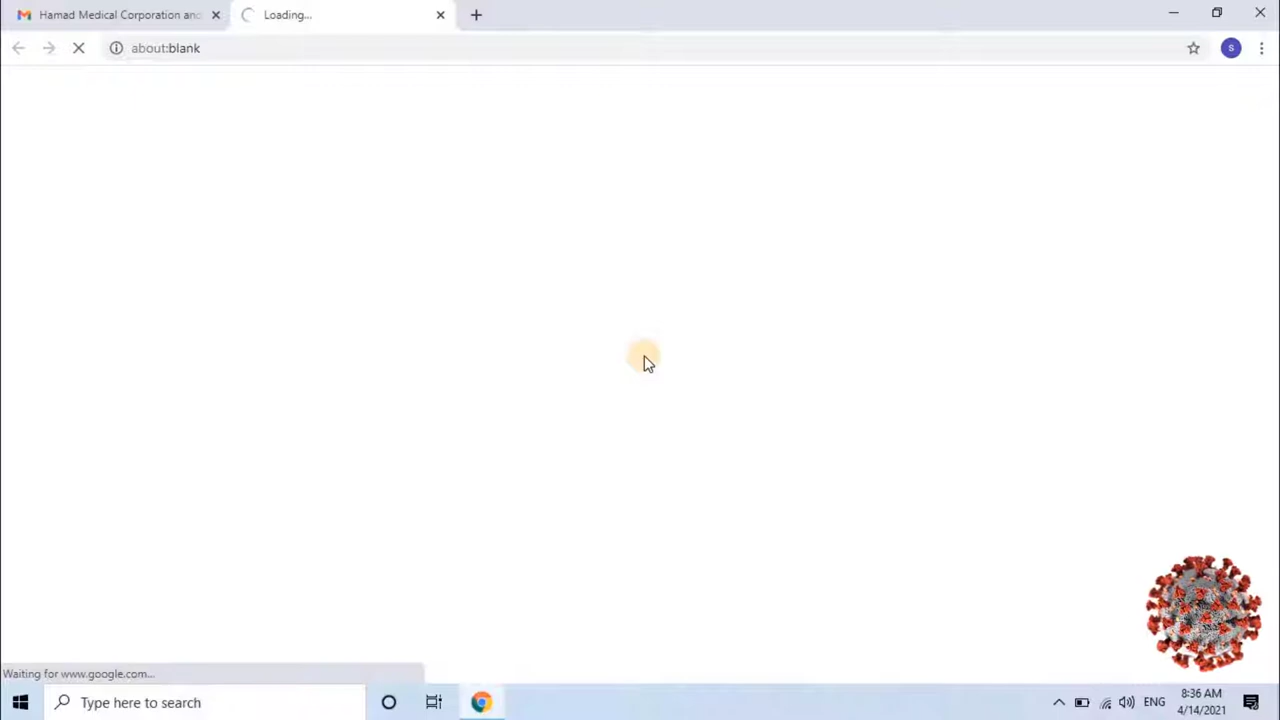 Hamad Medical Corporation and
Loading...
about:blank
s
Waiting for www.google.com...
Type here to search
ENG
8:36 AM
4/14/2021